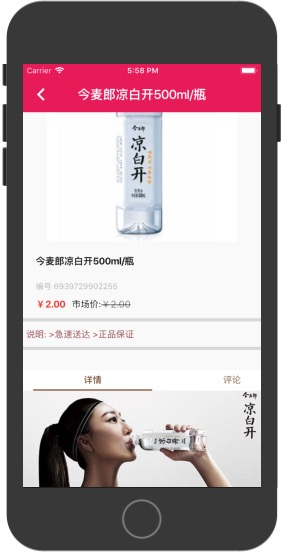 Carrier
5:58 PM
今麦郎凉白开500ml/瓶
今麦郎
凉白开
今麦郎凉白开500ml/瓶
编号 6939729902255
¥2.00 市场价:¥2.00
说明: >急速送达 >正品保证
详情 评论
凉白开
凉白开